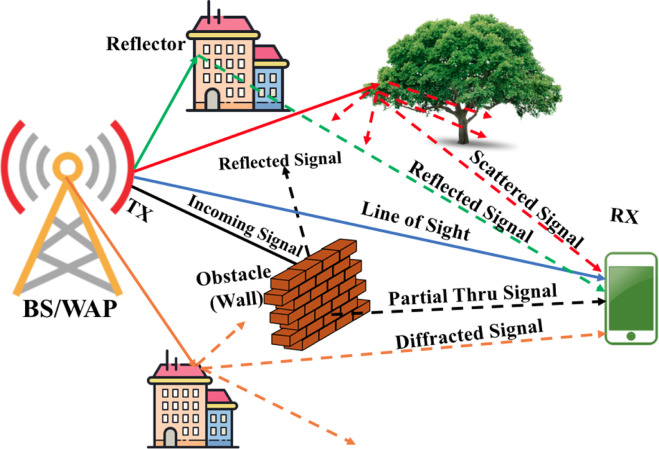 Reflector
Reflected Signal
Scattered Signal
Reflected Signal
RX
TX
Incoming Signal
Line of Sight
BS/WAP
Obstacle
(Wall)
Partial Thru Signal
Diffracted Signal